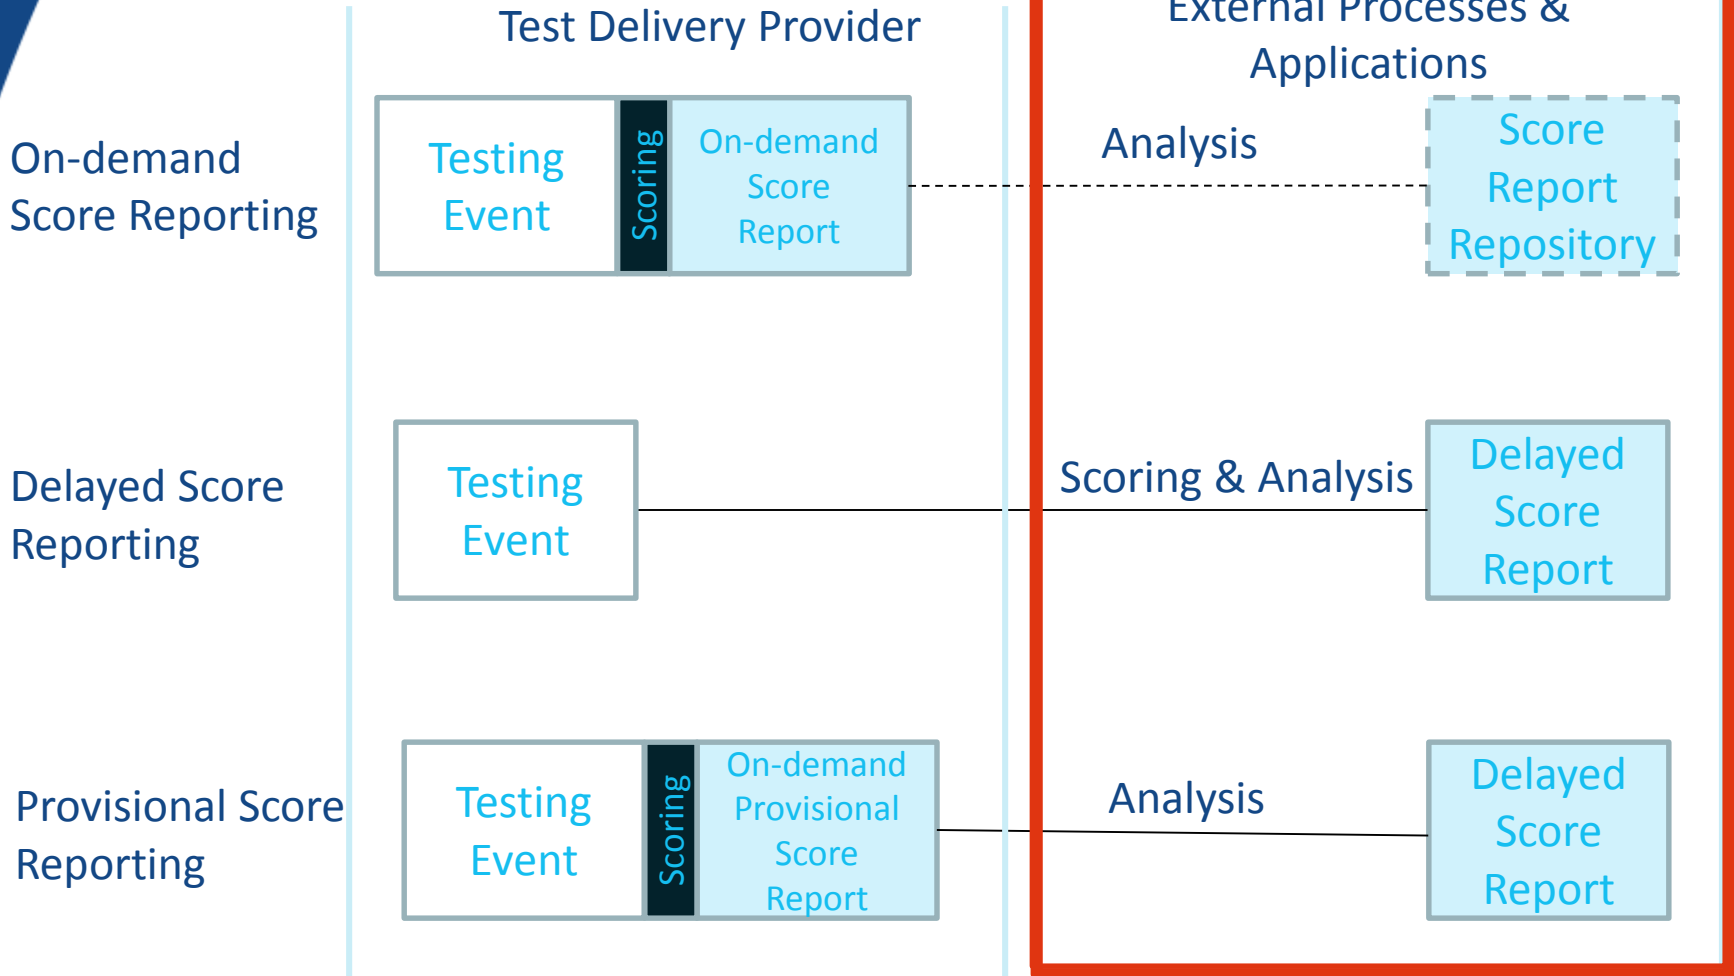 Test Delivery Provider
External Processes &
Applications
On-demand
Score Reporting
Testing
Event
Scoring
On-demand
Score
Report
Analysis
Score
Report
Repository
Delayed Score
Reporting
Testing
Event
Scoring & Analysis
Delayed
Score
Report
Provisional Score
Reporting
Testing
Event
Scoring
On-demand
Provisional
Score
Report
Analysis
Delayed
Score
Report